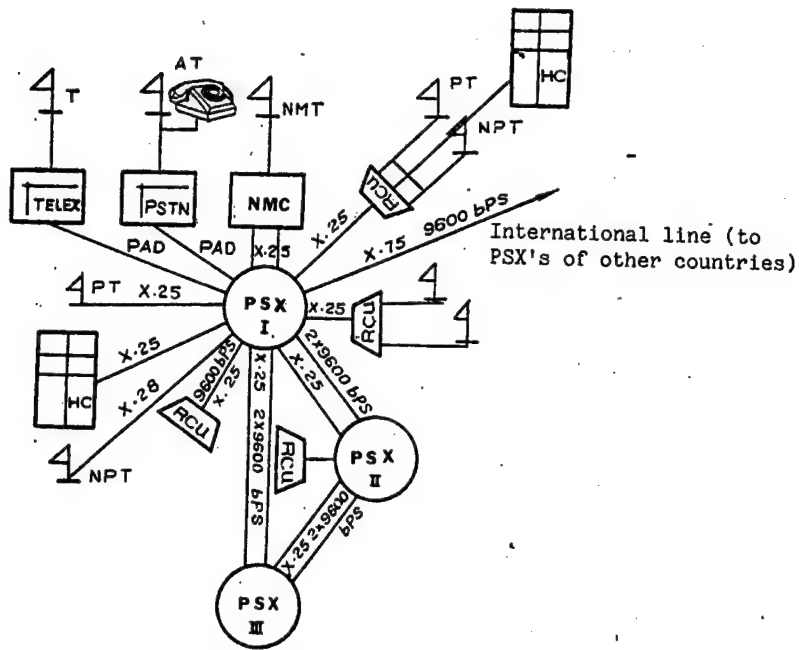 HC
AT
PT
T
NMT
NPT
RCU
TELEX
PSTN
NMC
X.25
X.75 9600 bPS
International line (to
PSX's of other countries)
PAD
PAD
X.25
PT
X.25
PSX
I
X.25
RCU
X.25
HC
X.28
NPT
9600 bPS
X.25
RCU
X.25 2x9600 bPS
X.25
2x9600 bPS
RCU
PSX
II
X.25 2x9600
bPS
PSX
III